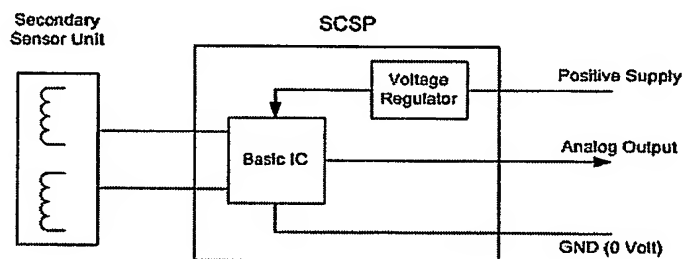 Secondary
Sensor Unit
SCSP
Voltage
Regulator
Positive Supply
Basic IC
Analog Output
GND (0 Volt)